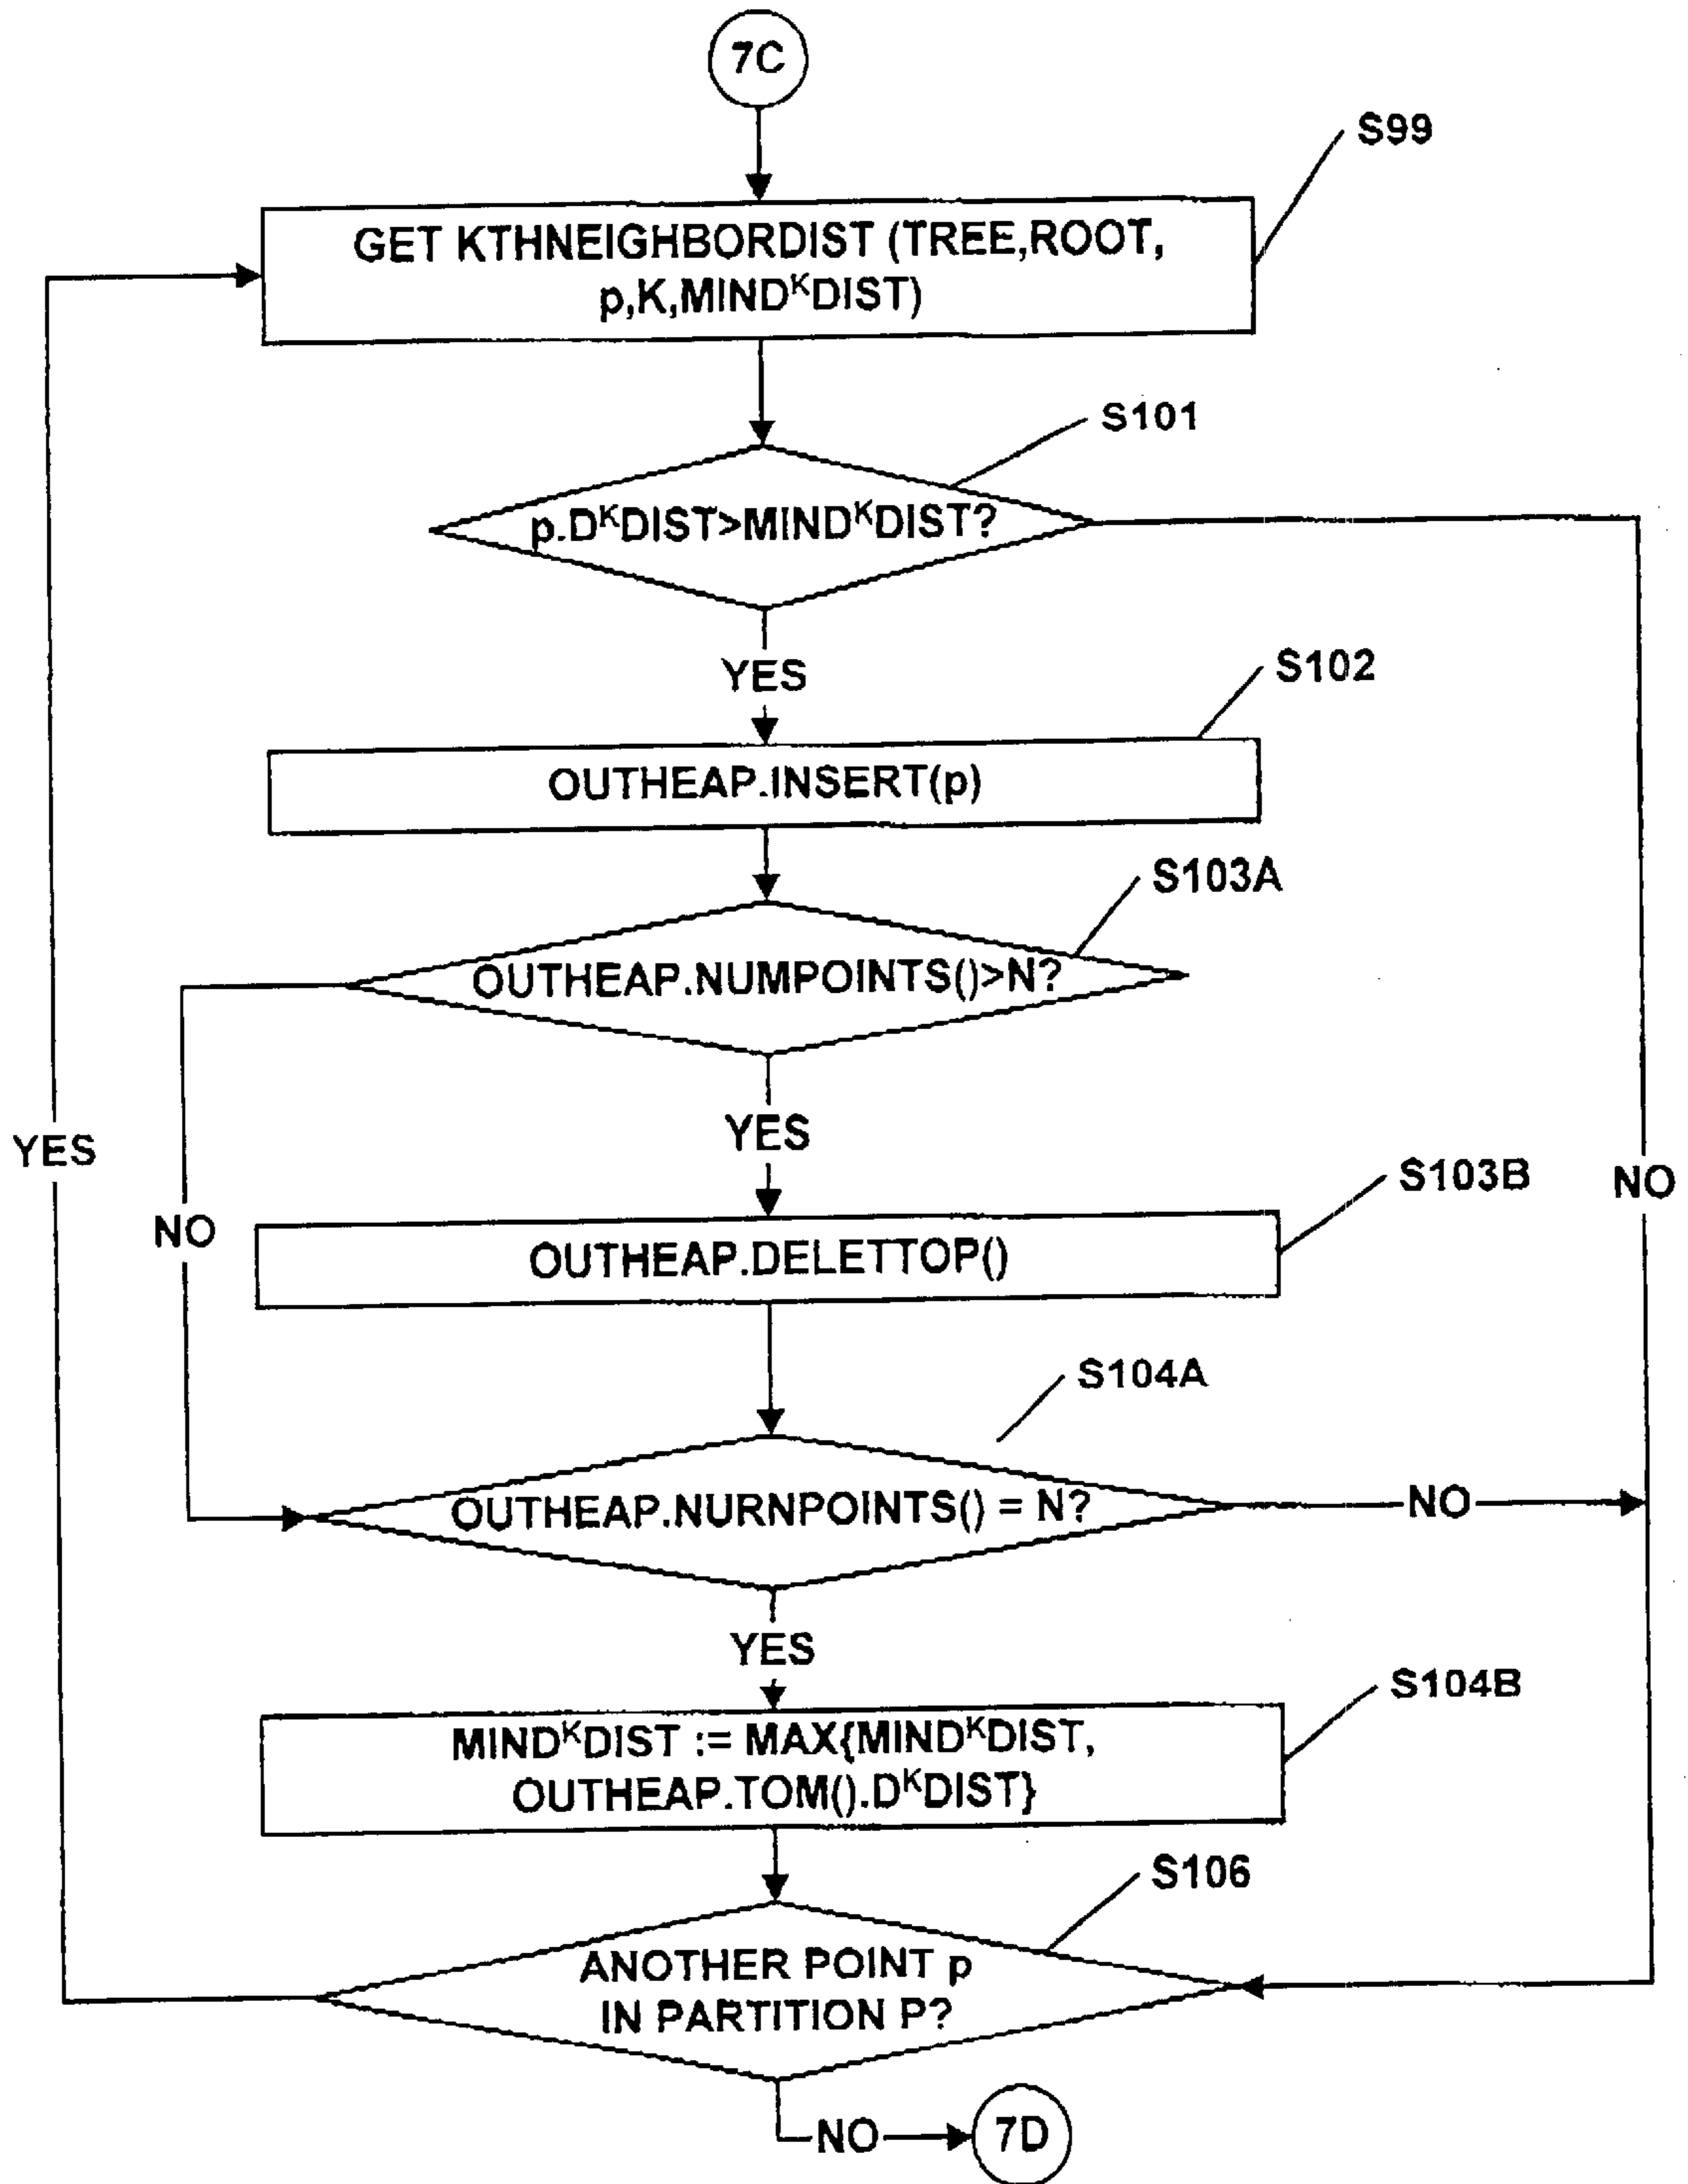 7C
S99
GET KTHNEIGHBORDIST (TREE,ROOT,
p,K,MINDᴷDIST)
S101
p.DᴷDIST>MINDᴷDIST?
YES
S102
OUTHEAP.INSERT(p)
S103A
OUTHEAP.NUMPOINTS()>N?
YES
YES
NO
NO
S103B
OUTHEAP.DELETTOP()
S104A
OUTHEAP.NURNPOINTS() = N?
NO
YES
S104B
MINDᴷDIST := MAX{MINDᴷDIST,
OUTHEAP.TOM().DᴷDIST}
S106
ANOTHER POINT p
IN PARTITION P?
NO
7D